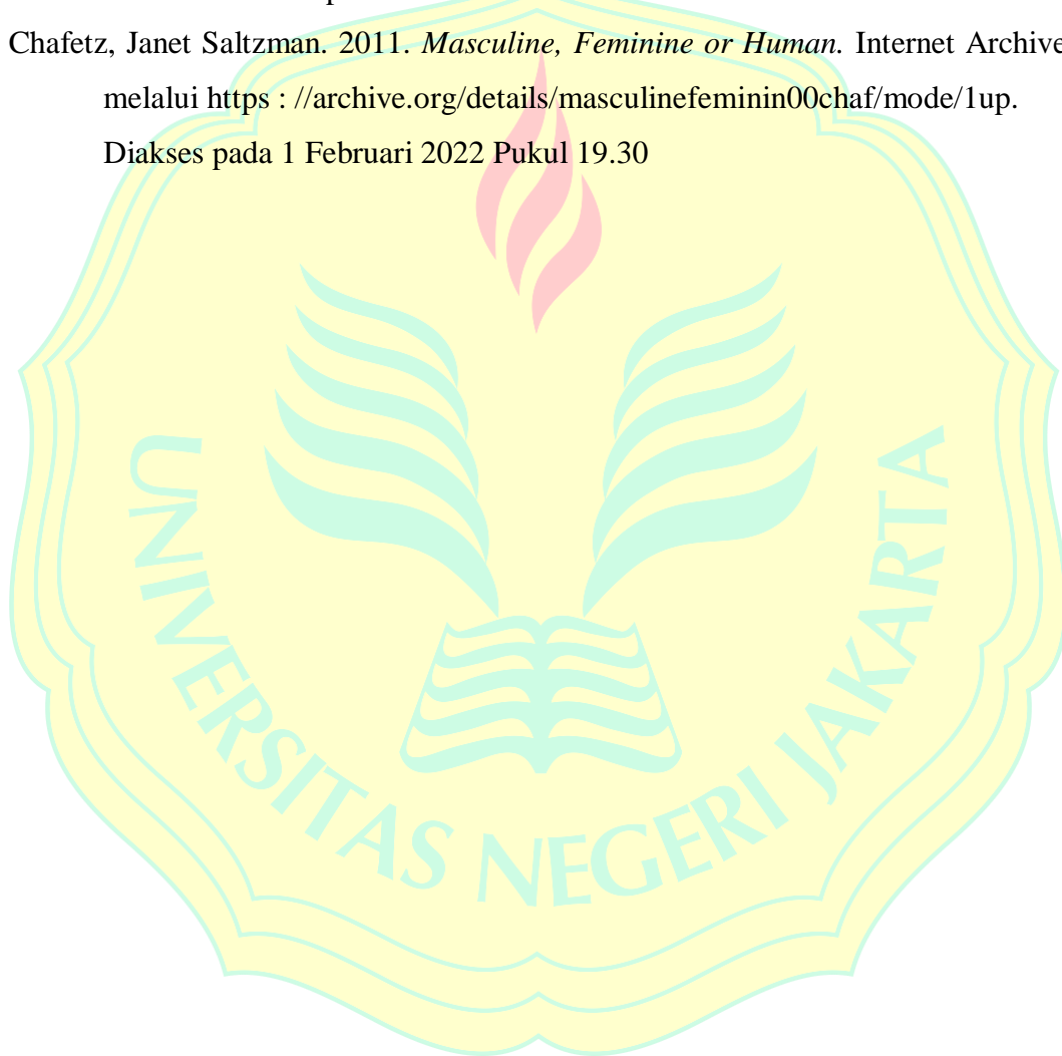 Chafetz, Janet Saltzman. 2011. Masculine, Feminine or Human. Internet Archive
melalui https : //archive.org/details/masculinefeminin00chaf/mode/1up.
Diakses pada 1 Februari 2022 Pukul 19.30
UNIVERSITAS NEGERI JAKARTA